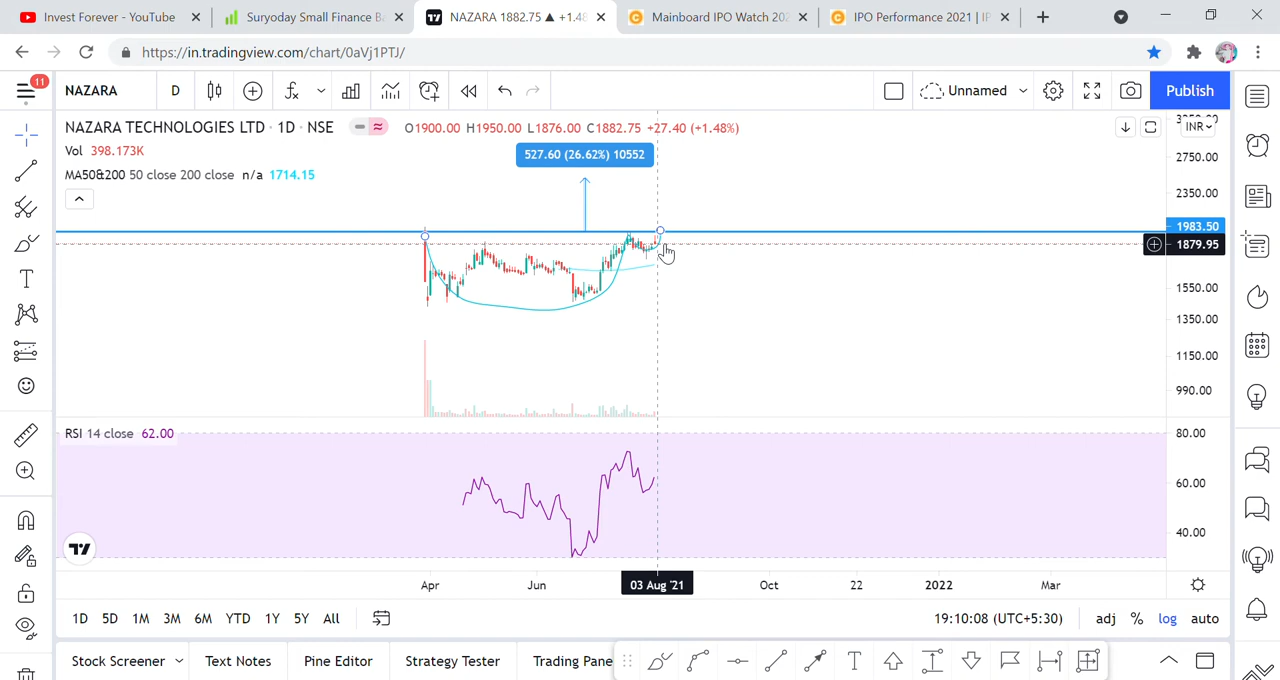 Invest Forever - YouTube
Suryoday Small Finance Ba
NAZARA 1882.75 ▲ +1.48
Mainboard IPO Watch 202
IPO Performance 2021 | IP
https://in.tradingview.com/chart/0aVj1PTJ/
11
NAZARA D Unnamed Publish
NAZARA TECHNOLOGIES LTD · 1D · NSE O1900.00 H1950.00 L1876.00 C1882.75 +27.40 (+1.48%)
INR
Vol 398.173K
527.60 (26.62%) 10552
2750.00
MA50&200 50 close 200 close n/a 1714.15
2350.00
1983.50
1879.95
1550.00
1350.00
1150.00
990.00
RSI 14 close 62.00
80.00
60.00
40.00
Apr Jun 03 Aug '21 Oct 22 2022 Mar
1D 5D 1M 3M 6M YTD 1Y 5Y All
19:10:08 (UTC+5:30) adj % log auto
Stock Screener Text Notes Pine Editor Strategy Tester Trading Pane